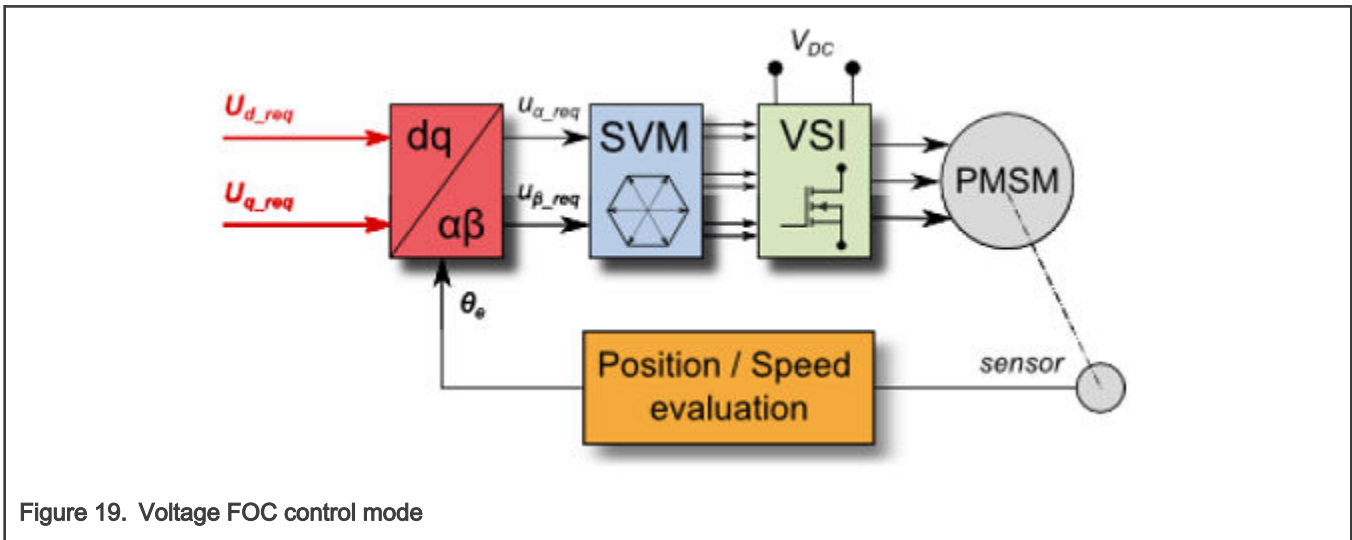 V_DC
U_d_req
dq
u_α_req
SVM
VSI
PMSM
U_q_req
αβ
u_β_req
θ_e
Position / Speed
evaluation
sensor
Figure 19. Voltage FOC control mode